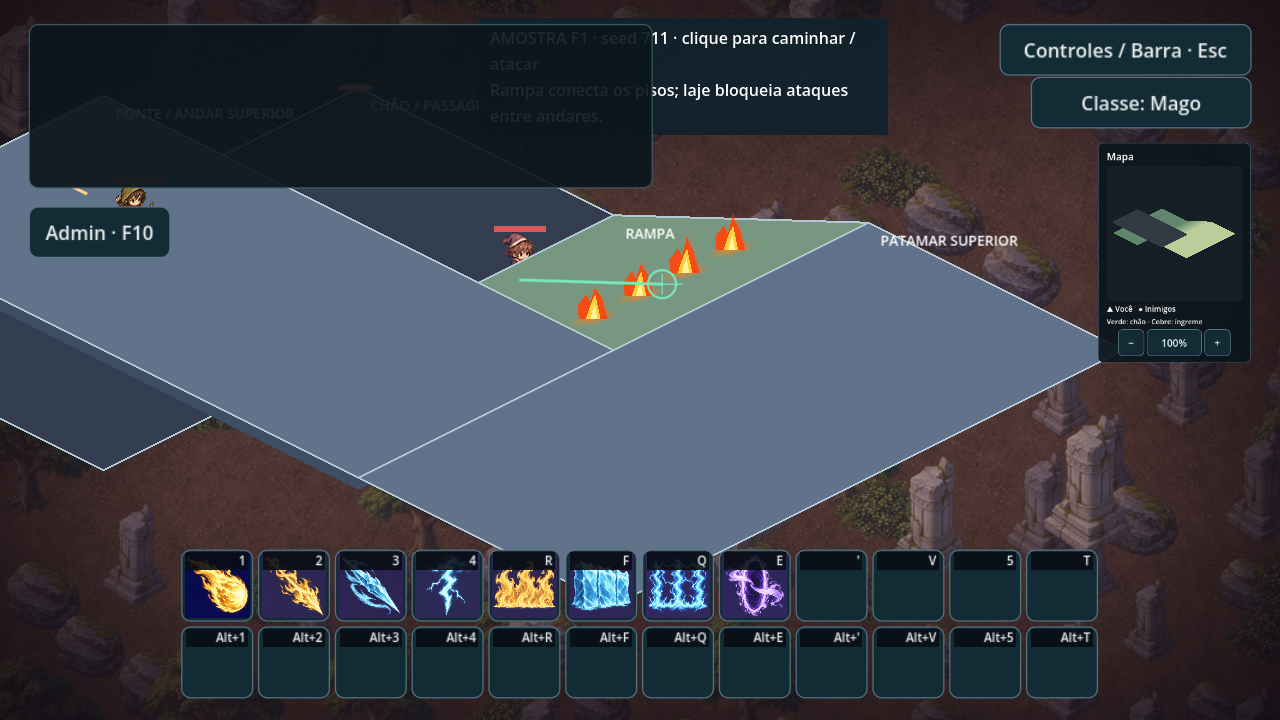 AMOSTRA F1 · seed 711 · clique para caminhar /
atacar
Rampa conecta os pisos; laje bloqueia ataques
entre andares.
Controles / Barra · Esc
Classe: Mago
PONTE / ANDAR SUPERIOR
CHÃO / PASSAG
Mapa
Admin · F10
RAMPA
PATAMAR SUPERIOR
▲ Você ● Inimigos
Verde: chão · Cobre: íngreme
− 100% +
1 2 3 4 R F Q E ' V 5 T
Alt+1 Alt+2 Alt+3 Alt+4 Alt+R Alt+F Alt+Q Alt+E Alt+' Alt+V Alt+5 Alt+T